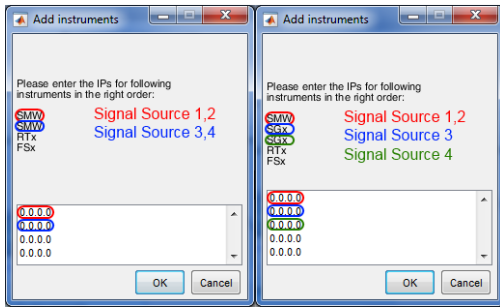 Add instruments
Please enter the IPs for following
instruments in the right order:
SMW
SMW
RTx
FSx
Signal Source 1,2
Signal Source 3,4
0.0.0.0
0.0.0.0
0.0.0.0
0.0.0.0
OK
Cancel
Add instruments
Please enter the IPs for following
instruments in the right order:
SMW
SGx
SGx
RTx
FSx
Signal Source 1,2
Signal Source 3
Signal Source 4
0.0.0.0
0.0.0.0
0.0.0.0
0.0.0.0
0.0.0.0
OK
Cancel